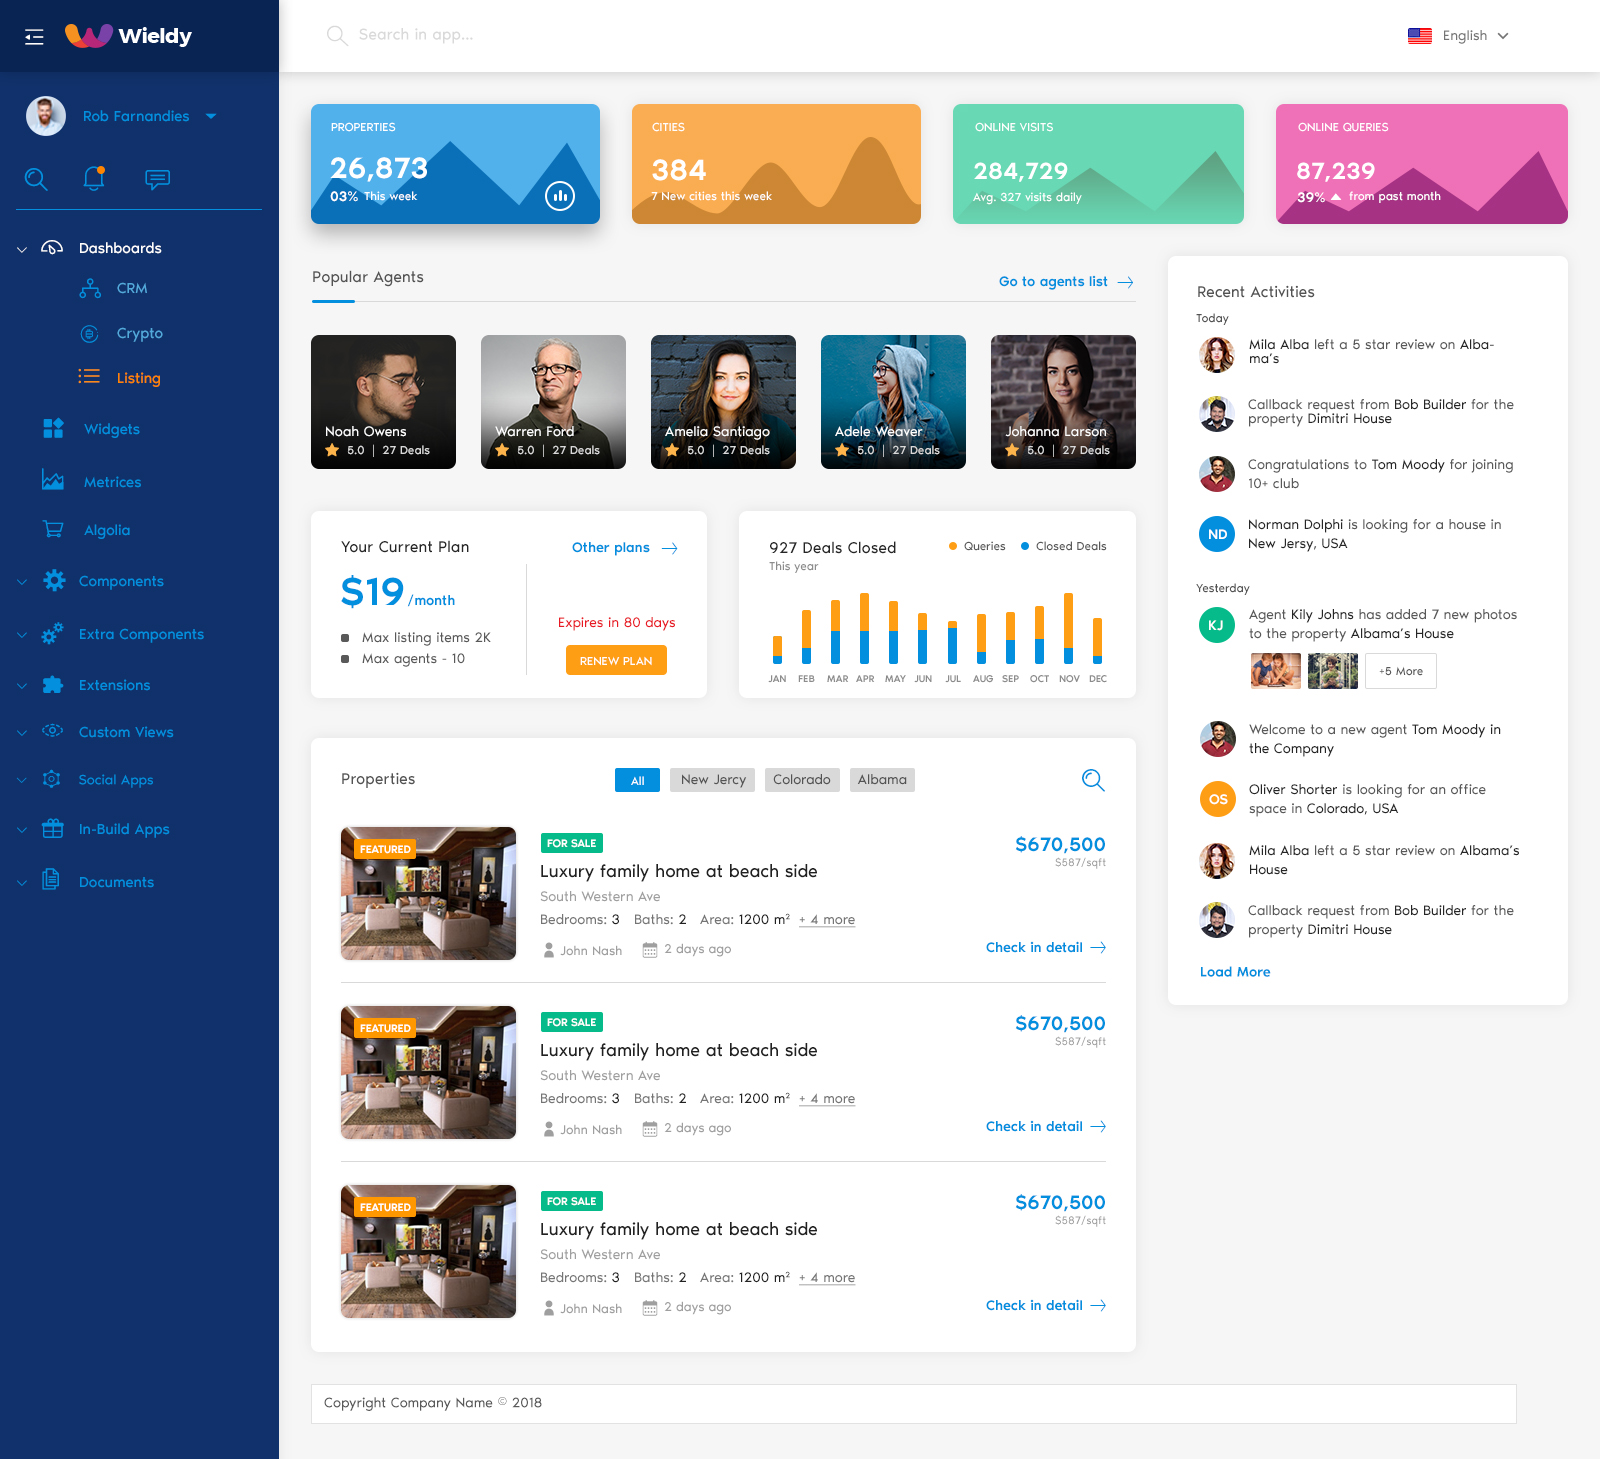 Wieldy
Search in app...
English
Rob Farnandies
Dashboards
CRM
Crypto
Listing
Widgets
Metrices
Algolia
Components
Extra Components
Extensions
Custom Views
Social Apps
In-Build Apps
Documents
PROPERTIES
26,873
03% This week
CITIES
384
7 New cities this week
ONLINE VISITS
284,729
Avg. 327 visits daily
ONLINE QUERIES
87,239
39% from past month
Popular Agents
Go to agents list
Noah Owens
5.0 | 27 Deals
Warren Ford
5.0 | 27 Deals
Amelia Santiago
5.0 | 27 Deals
Adele Weaver
5.0 | 27 Deals
Johanna Larson
5.0 | 27 Deals
Your Current Plan
Other plans
$19 /month
Max listing items 2K
Max agents - 10
Expires in 80 days
RENEW PLAN
927 Deals Closed
This year
Queries
Closed Deals
JAN FEB MAR APR MAY JUN JUL AUG SEP OCT NOV DEC
Properties
All
New Jercy
Colorado
Albama
FEATURED
FOR SALE
Luxury family home at beach side
South Western Ave
Bedrooms: 3 Baths: 2 Area: 1200 m² + 4 more
John Nash 2 days ago
$670,500
$587/sqft
Check in detail
FEATURED
FOR SALE
Luxury family home at beach side
South Western Ave
Bedrooms: 3 Baths: 2 Area: 1200 m² + 4 more
John Nash 2 days ago
$670,500
$587/sqft
Check in detail
FEATURED
FOR SALE
Luxury family home at beach side
South Western Ave
Bedrooms: 3 Baths: 2 Area: 1200 m² + 4 more
John Nash 2 days ago
$670,500
$587/sqft
Check in detail
Recent Activities
Today
Mila Alba left a 5 star review on Alba-
ma's
Callback request from Bob Builder for the
property Dimitri House
Congratulations to Tom Moody for joining
10+ club
ND
Norman Dolphi is looking for a house in
New Jersy, USA
Yesterday
KJ
Agent Kily Johns has added 7 new photos
to the property Albama's House
+5 More
Welcome to a new agent Tom Moody in
the Company
OS
Oliver Shorter is looking for an office
space in Colorado, USA
Mila Alba left a 5 star review on Albama's
House
Callback request from Bob Builder for the
property Dimitri House
Load More
Copyright Company Name © 2018